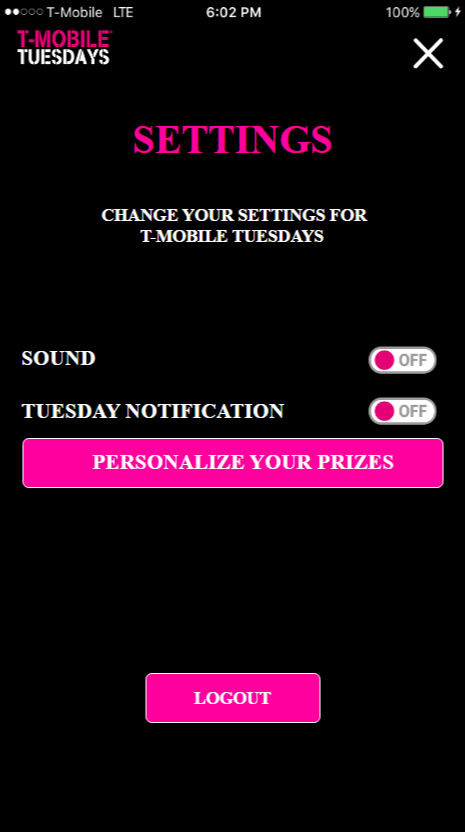 T-Mobile LTE 6:02 PM 100%
T-MOBILE
TUESDAYS
SETTINGS
CHANGE YOUR SETTINGS FOR
T-MOBILE TUESDAYS
SOUND OFF
TUESDAY NOTIFICATION OFF
PERSONALIZE YOUR PRIZES
LOGOUT